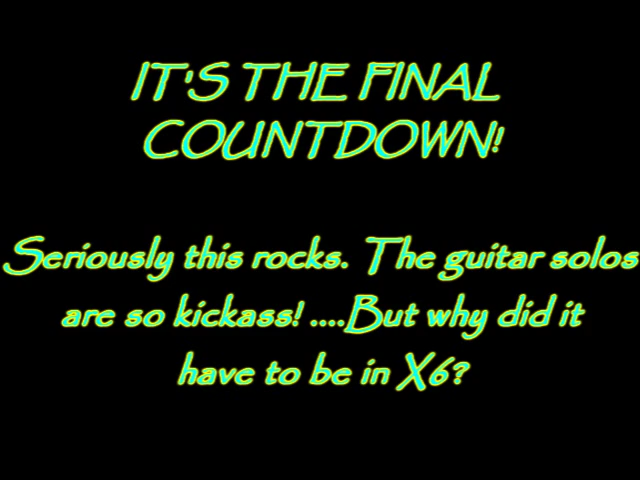 IT'S THE FINAL
COUNTDOWN!
Seriously this rocks. The guitar solos
are so kickass! ....But why did it
have to be in X6?